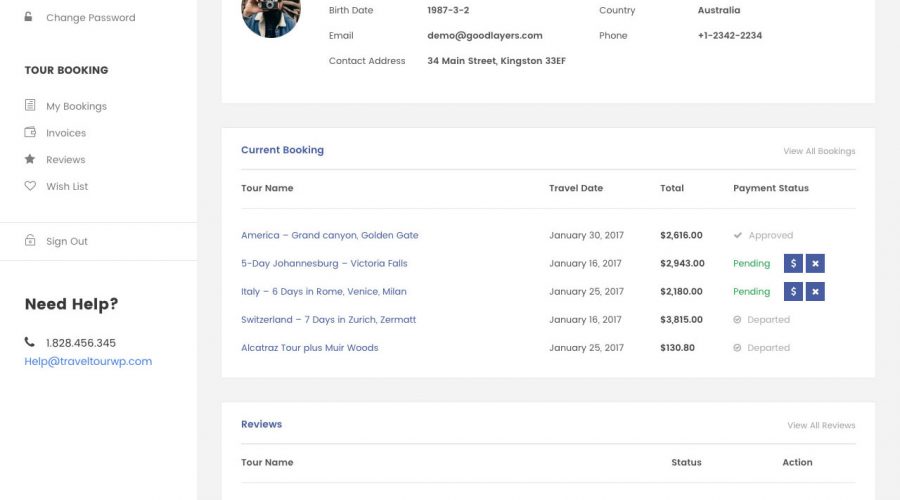 Change Password
TOUR BOOKING
My Bookings
Invoices
Reviews
Wish List
Sign Out
Need Help?
1.828.456.345
Help@traveltourwp.com
Birth Date 1987-3-2 Country Australia
Email demo@goodlayers.com Phone +1-2342-2234
Contact Address 34 Main Street, Kingston 33EF
Current Booking View All Bookings
Tour Name Travel Date Total Payment Status
America – Grand canyon, Golden Gate January 30, 2017 $2,616.00 Approved
5-Day Johannesburg – Victoria Falls January 16, 2017 $2,943.00 Pending $
Italy – 6 Days in Rome, Venice, Milan January 25, 2017 $2,180.00 Pending $
Switzerland – 7 Days in Zurich, Zermatt January 16, 2017 $3,815.00 Departed
Alcatraz Tour plus Muir Woods January 25, 2017 $130.80 Departed
Reviews View All Reviews
Tour Name Status Action